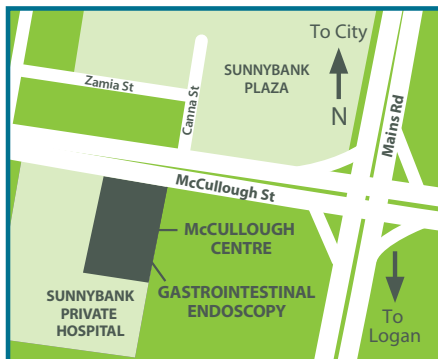 To City
SUNNYBANK
PLAZA
N
Zamia St
Canna St
Mains Rd
McCullough St
McCULLOUGH
CENTRE
GASTROINTESTINAL
ENDOSCOPY
SUNNYBANK
PRIVATE
HOSPITAL
To
Logan